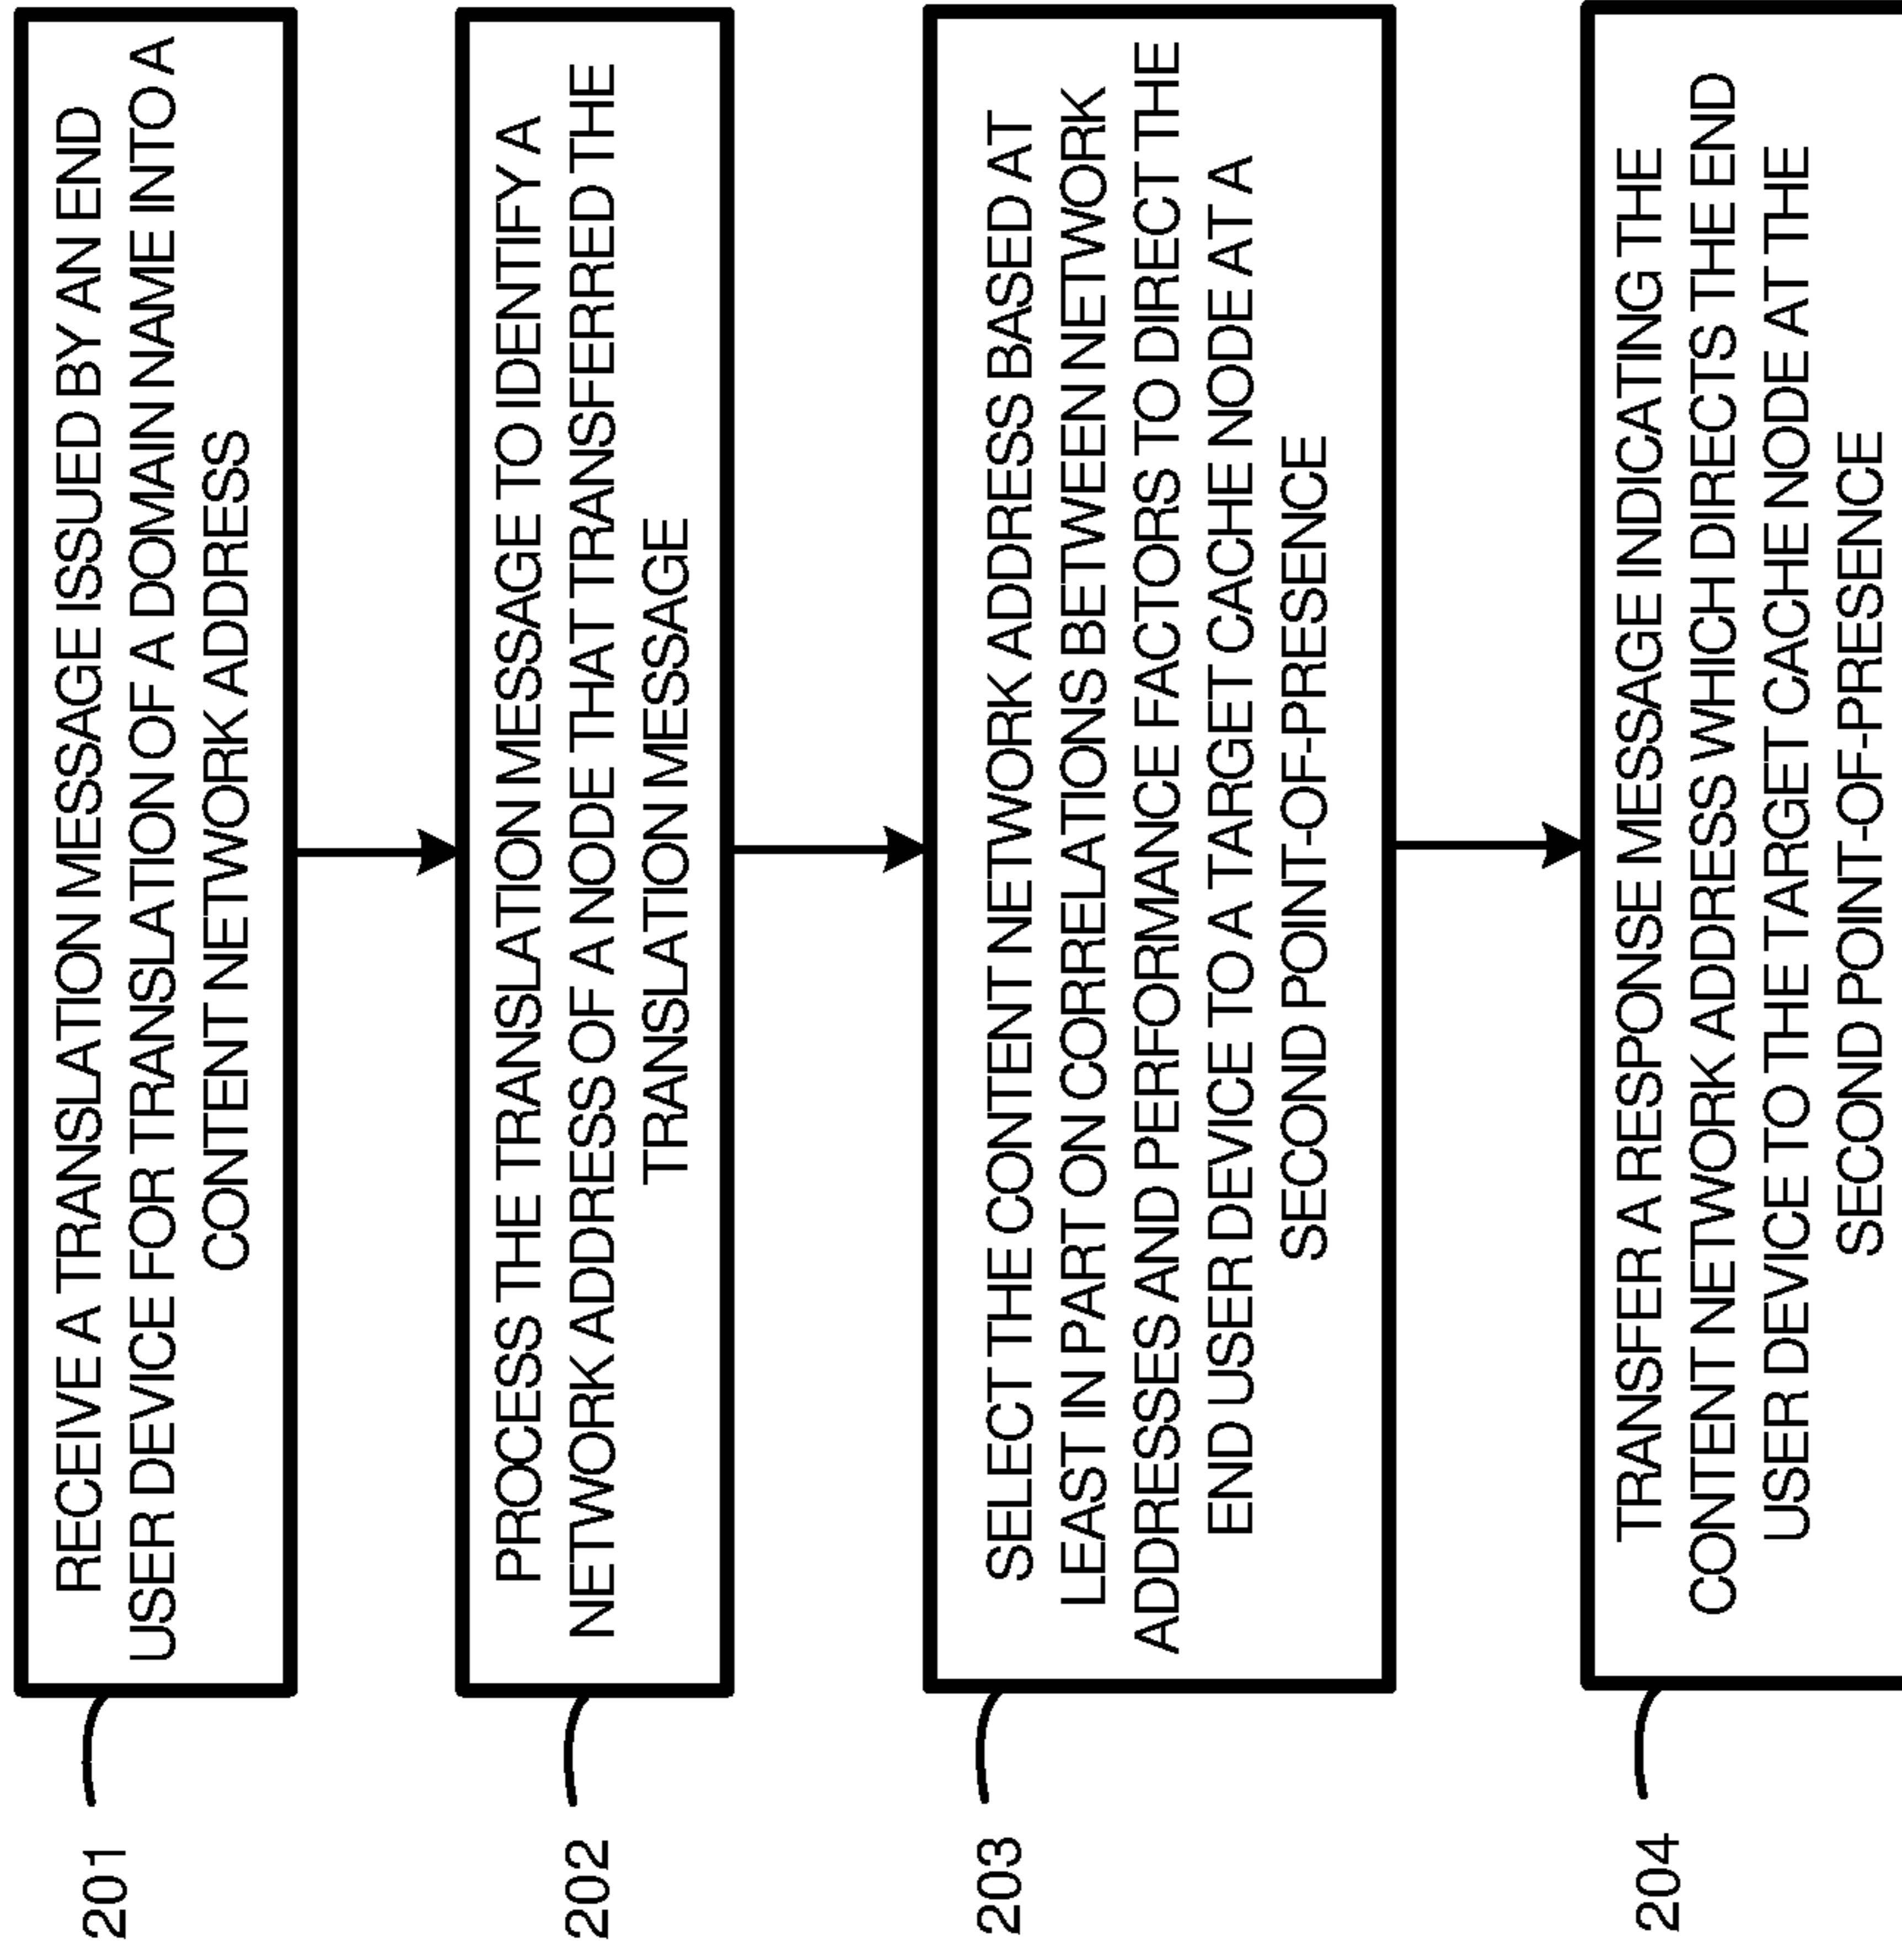 201
RECEIVE A TRANSLATION MESSAGE ISSUED BY AN END
USER DEVICE FOR TRANSLATION OF A DOMAIN NAME INTO A
CONTENT NETWORK ADDRESS
202
PROCESS THE TRANSLATION MESSAGE TO IDENTIFY A
NETWORK ADDRESS OF A NODE THAT TRANSFERRED THE
TRANSLATION MESSAGE
203
SELECT THE CONTENT NETWORK ADDRESS BASED AT
LEAST IN PART ON CORRELATIONS BETWEEN NETWORK
ADDRESSES AND PERFORMANCE FACTORS TO DIRECT THE
END USER DEVICE TO A TARGET CACHE NODE AT A
SECOND POINT-OF-PRESENCE
204
TRANSFER A RESPONSE MESSAGE INDICATING THE
CONTENT NETWORK ADDRESS WHICH DIRECTS THE END
USER DEVICE TO THE TARGET CACHE NODE AT THE
SECOND POINT-OF-PRESENCE